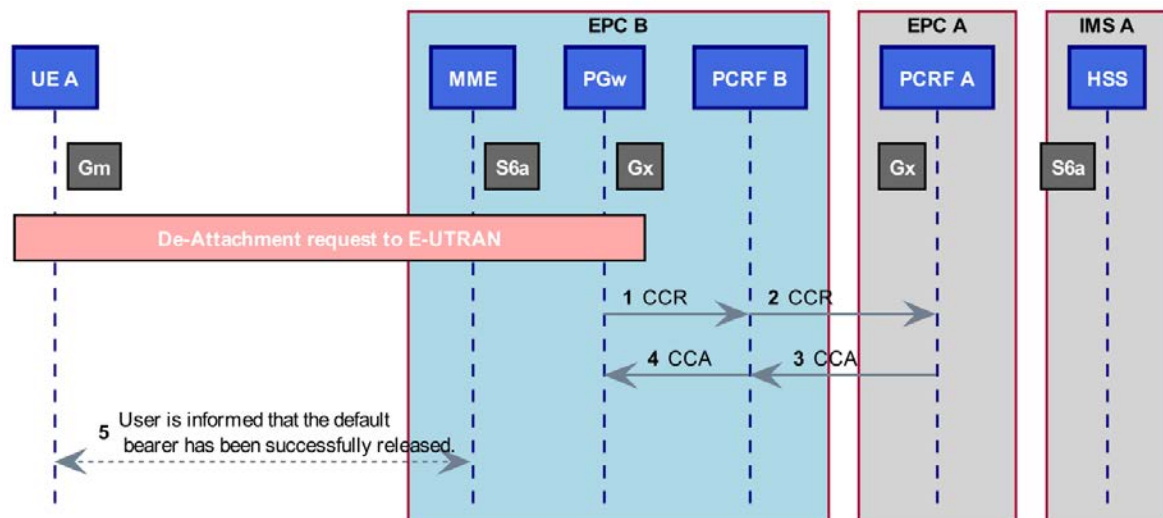 EPC B
EPC A
IMS A
UE A
MME
PGw
PCRF B
PCRF A
HSS
Gm
S6a
Gx
Gx
S6a
De-Attachment request to E-UTRAN
1 CCR
2 CCR
4 CCA
3 CCA
5 User is informed that the default
bearer has been successfully released.